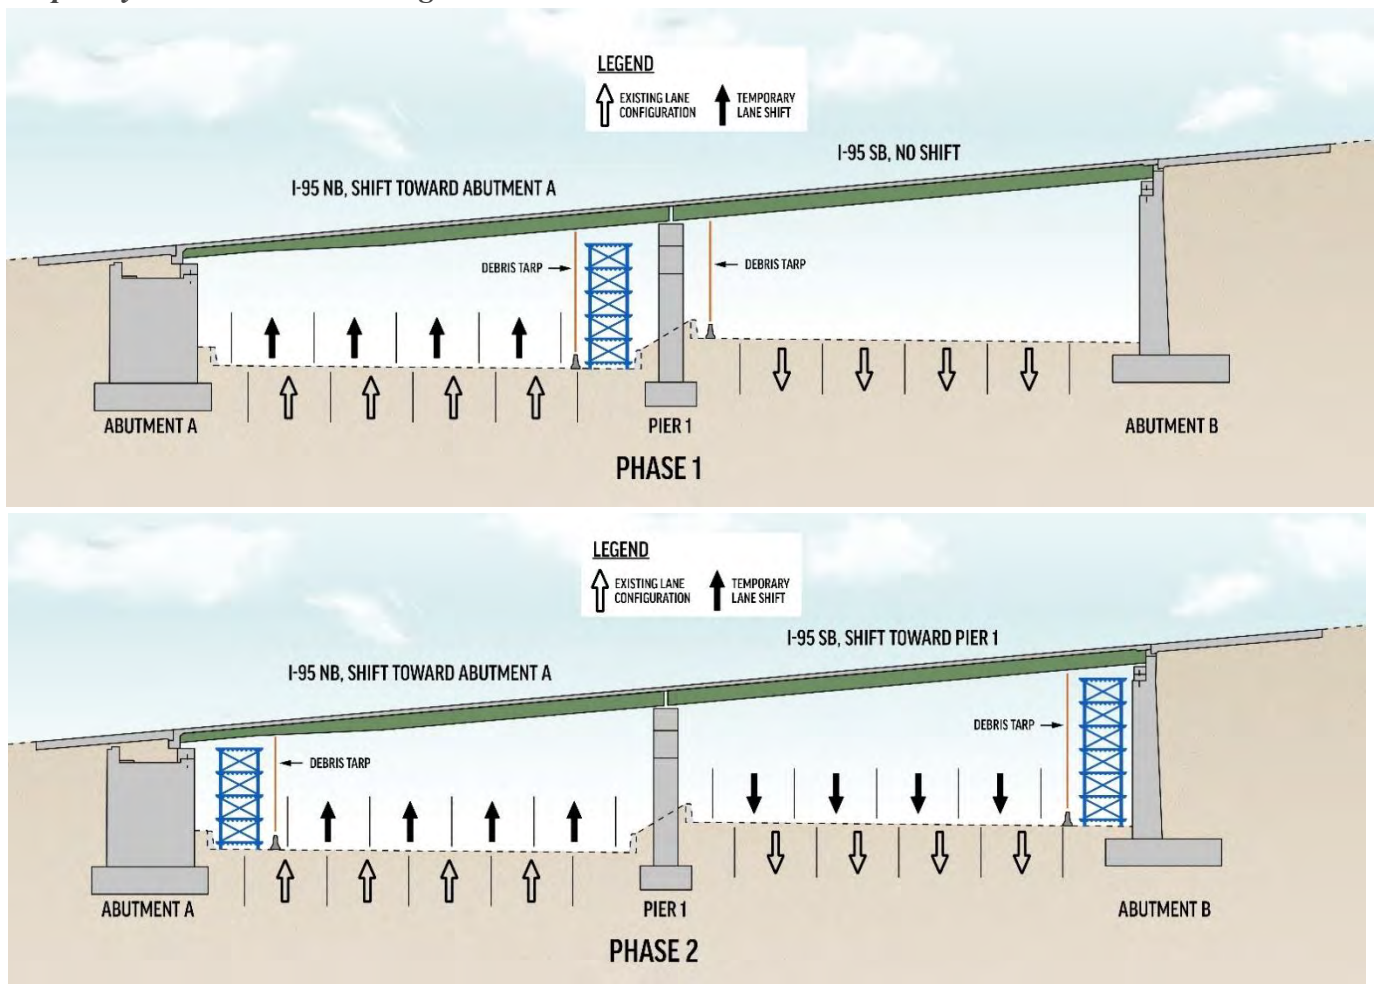 LEGEND
EXISTING LANE
CONFIGURATION
TEMPORARY
LANE SHIFT
I-95 SB, NO SHIFT
I-95 NB, SHIFT TOWARD ABUTMENT A
DEBRIS TARP
DEBRIS TARP
ABUTMENT A
PIER 1
ABUTMENT B
PHASE 1
LEGEND
EXISTING LANE
CONFIGURATION
TEMPORARY
LANE SHIFT
I-95 SB, SHIFT TOWARD PIER 1
I-95 NB, SHIFT TOWARD ABUTMENT A
DEBRIS TARP
DEBRIS TARP
ABUTMENT A
PIER 1
ABUTMENT B
PHASE 2